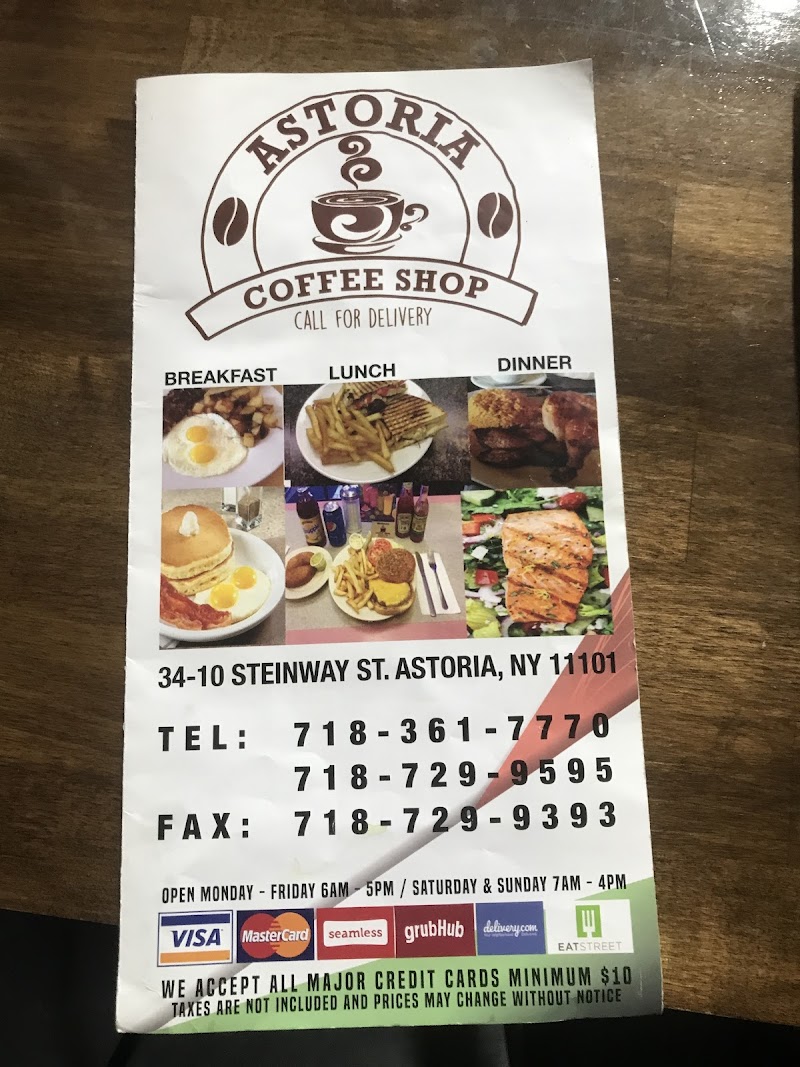 ASTORIA
COFFEE SHOP
CALL FOR DELIVERY
BREAKFAST LUNCH DINNER
34-10 STEINWAY ST. ASTORIA, NY 11101
TEL: 718-361-7770
718-729-9595
FAX: 718-729-9393
OPEN MONDAY - FRIDAY 6AM - 5PM / SATURDAY & SUNDAY 7AM - 4PM
VISA MasterCard seamless grubHub delivery.com EATSTREET
WE ACCEPT ALL MAJOR CREDIT CARDS MINIMUM $10
TAXES ARE NOT INCLUDED AND PRICES MAY CHANGE WITHOUT NOTICE